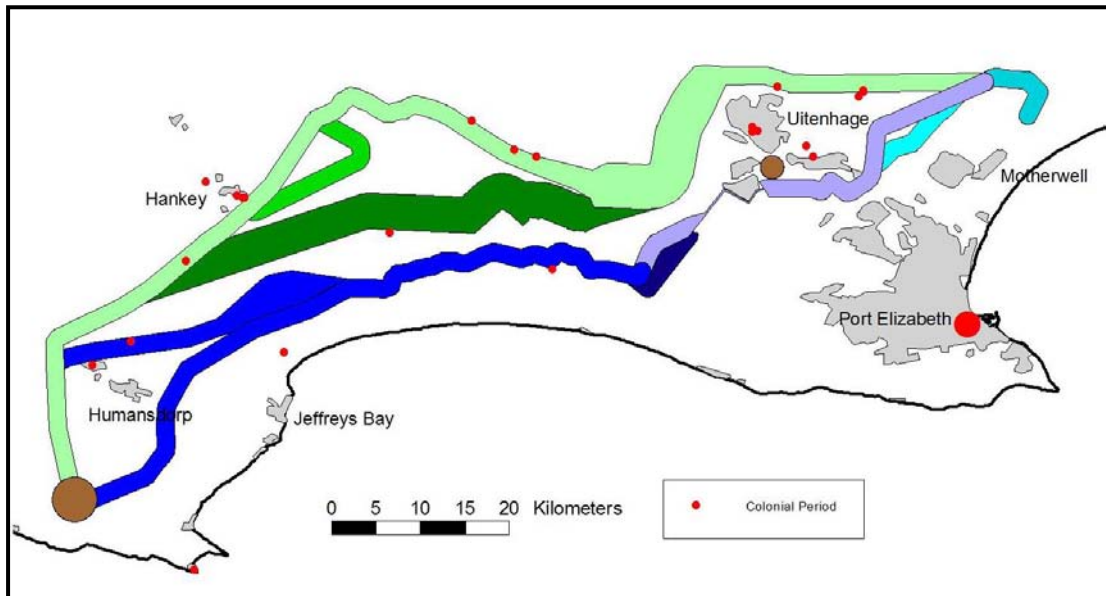 Uitenhage
Motherwell
Hankey
Port Elizabeth
Humansdorp
Jeffreys Bay
0 5 10 15 20 Kilometers
Colonial Period